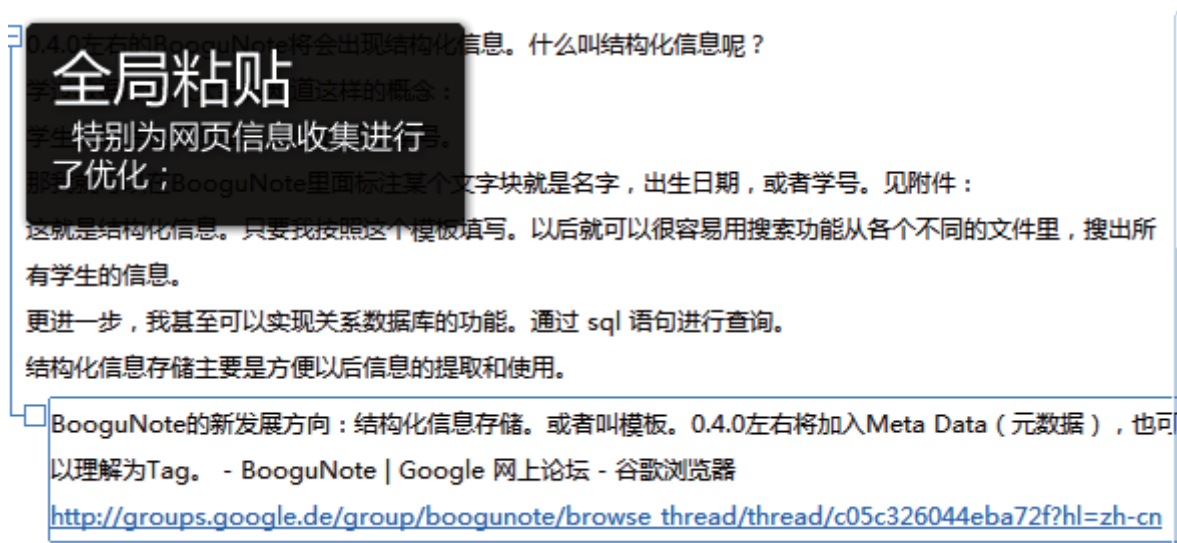 0.4.0左右的BooguNote将会出现结构化信息。什么叫结构化信息呢？
全局粘贴
道这样的概念：
特别为网页信息收集进行
了优化；
在BooguNote里面标注某个文字块就是名字，出生日期，或者学号。见附件：
这就是结构化信息。只要我按照这个模板填写。以后就可以很容易用搜索功能从各个不同的文件里，搜出所
有学生的信息。
更进一步，我甚至可以实现关系数据库的功能。通过 sql 语句进行查询。
结构化信息存储主要是方便以后信息的提取和使用。
BooguNote的新发展方向：结构化信息存储。或者叫模板。0.4.0左右将加入Meta Data（元数据），也可
以理解为Tag。 - BooguNote | Google 网上论坛 - 谷歌浏览器
http://groups.google.de/group/boogunote/browse_thread/thread/c05c326044eba72f?hl=zh-cn